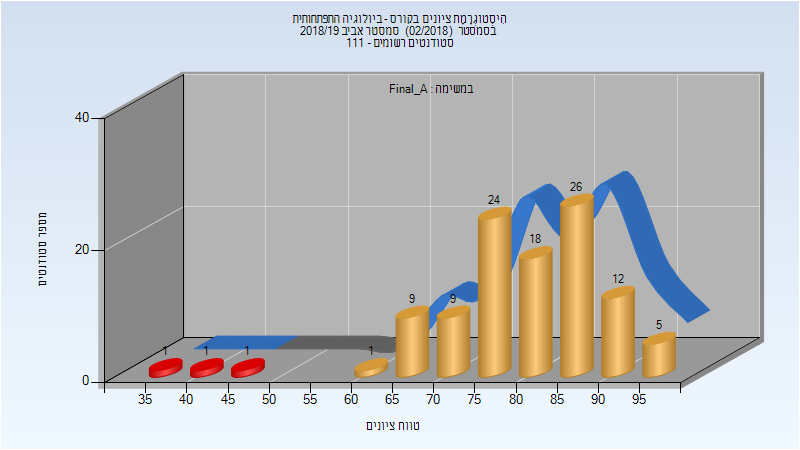 היסטוגרמת ציונים בקורס - ביולוגיה התפתחותית
בסמסטר (02/2018) סמסטר אביב 2018/19
סטודנטים רשומים - 111
במשימה : Final_A
מספר סטודנטים
40
20
0
1 1 1 1 9 9 24 18 26 12 5
35 40 45 50 55 60 65 70 75 80 85 90 95
טווח ציונים